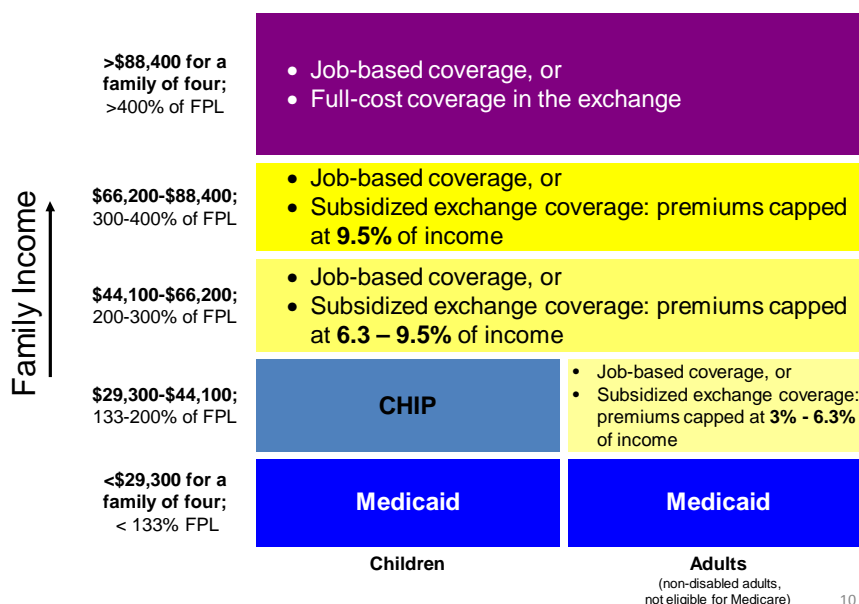 >$88,400 for a
family of four;
>400% of FPL
• Job-based coverage, or
• Full-cost coverage in the exchange
Family Income
$66,200-$88,400;
300-400% of FPL
• Job-based coverage, or
• Subsidized exchange coverage: premiums capped
at 9.5% of income
$44,100-$66,200;
200-300% of FPL
• Job-based coverage, or
• Subsidized exchange coverage: premiums capped
at 6.3 – 9.5% of income
$29,300-$44,100;
133-200% of FPL
CHIP
• Job-based coverage, or
• Subsidized exchange coverage:
premiums capped at 3% - 6.3%
of income
<$29,300 for a
family of four;
< 133% FPL
Medicaid
Medicaid
Children
Adults
(non-disabled adults,
not eligible for Medicare)
10